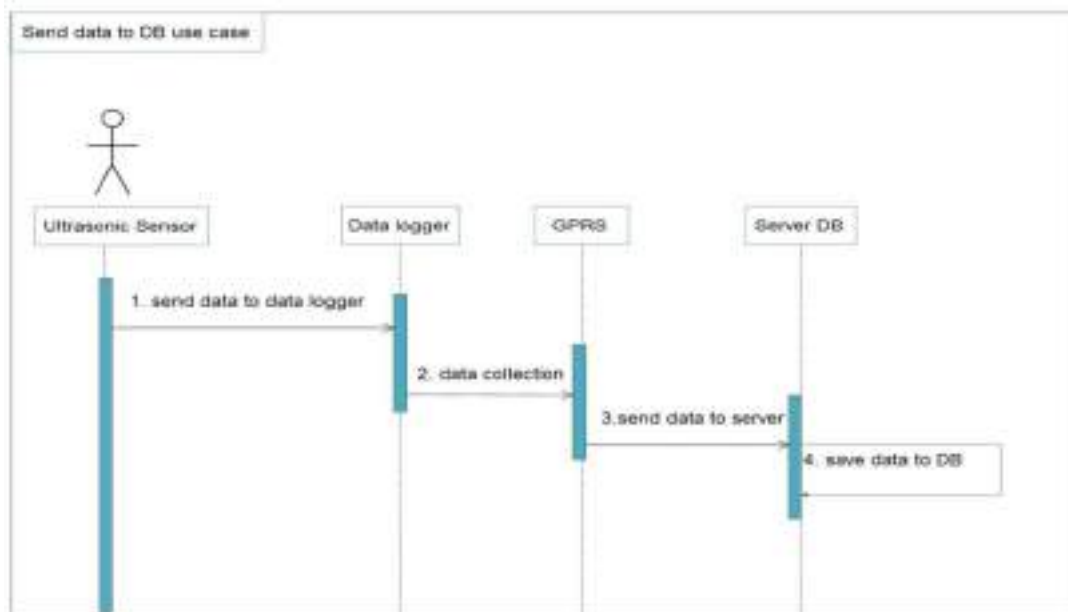 Send data to DB use case
Ultrasonic Sensor
Data logger
GPRS
Server DB
1. send data to data logger
2. data collection
3.send data to server
4. save data to DB